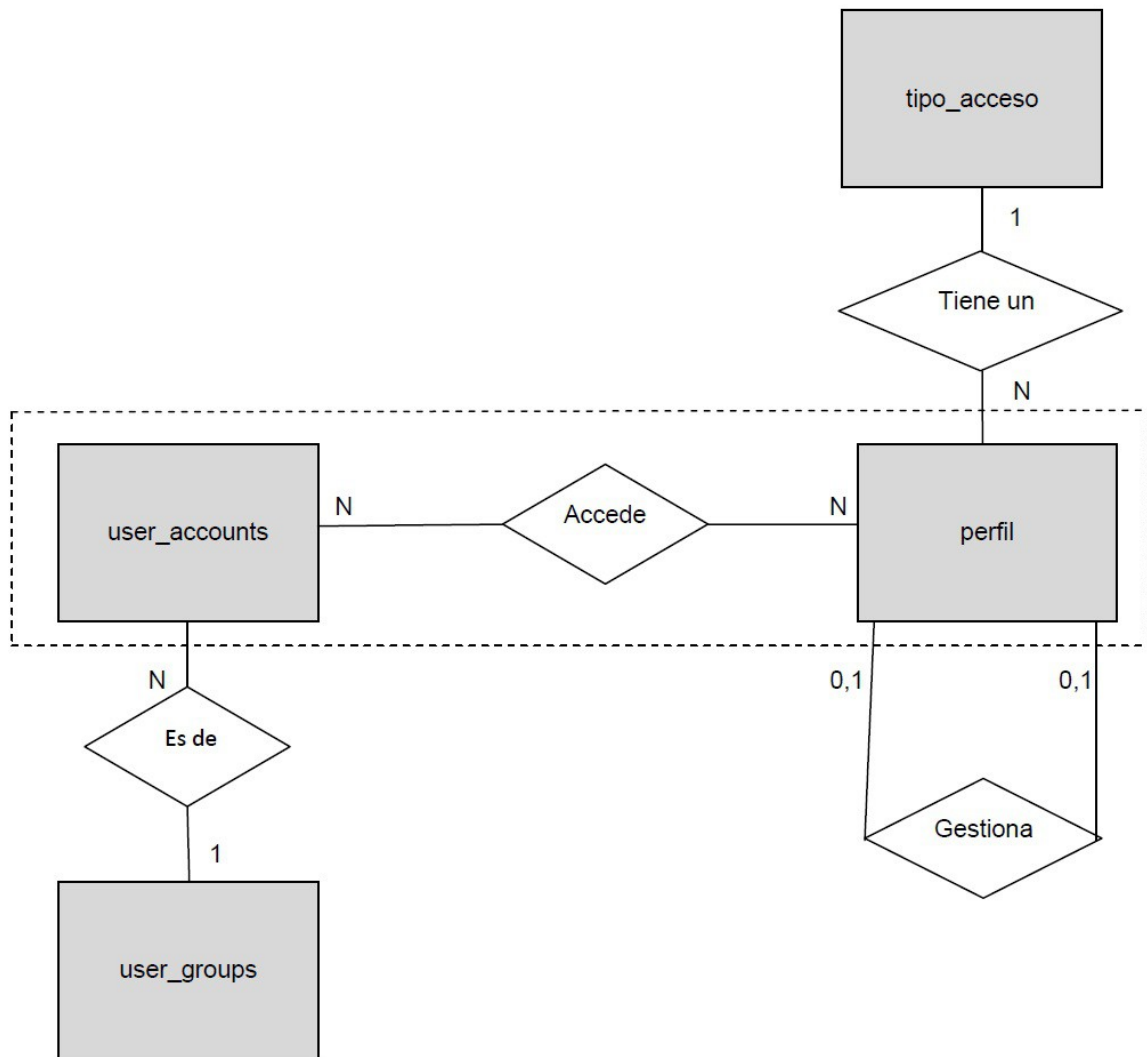 tipo_acceso
1
Tiene un
N
user_accounts
N
Accede
N
perfil
N
0,1
0,1
Es de
Gestiona
1
user_groups